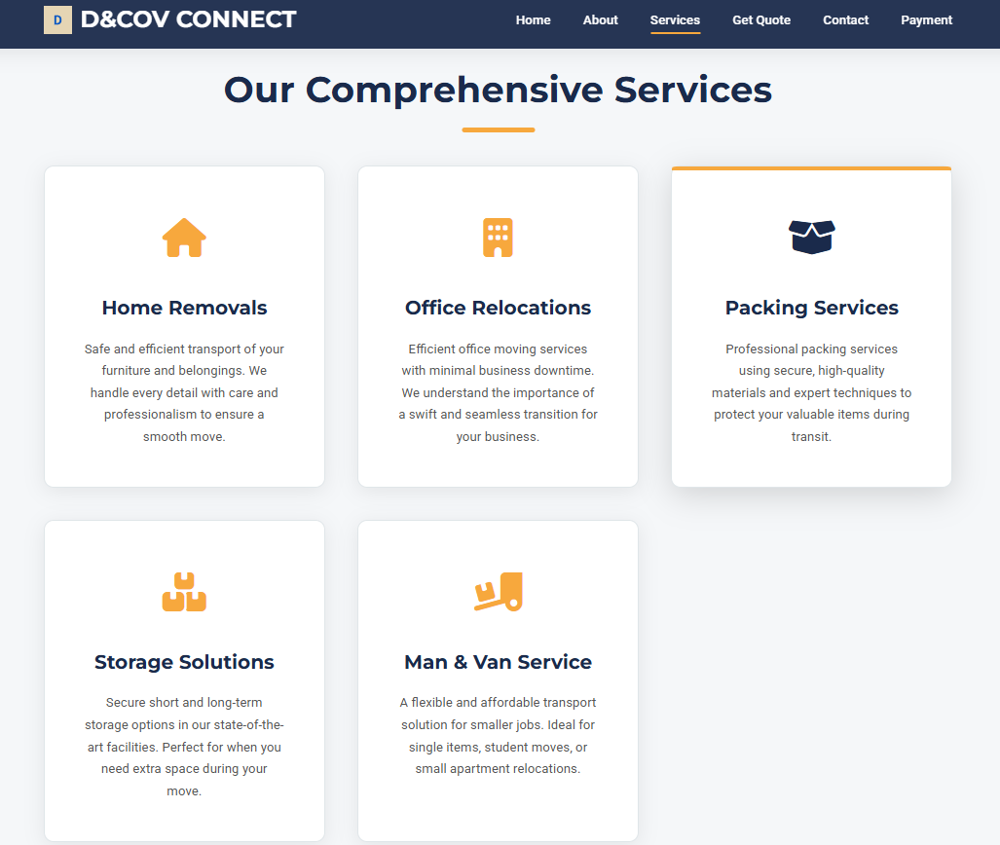 D D&COV CONNECT
Home About Services Get Quote Contact Payment
Our Comprehensive Services
Home Removals
Safe and efficient transport of your
furniture and belongings. We
handle every detail with care and
professionalism to ensure a
smooth move.
Office Relocations
Efficient office moving services
with minimal business downtime.
We understand the importance of
a swift and seamless transition for
your business.
Packing Services
Professional packing services
using secure, high-quality
materials and expert techniques to
protect your valuable items during
transit.
Storage Solutions
Secure short and long-term
storage options in our state-of-the-
art facilities. Perfect for when you
need extra space during your
move.
Man & Van Service
A flexible and affordable transport
solution for smaller jobs. Ideal for
single items, student moves, or
small apartment relocations.